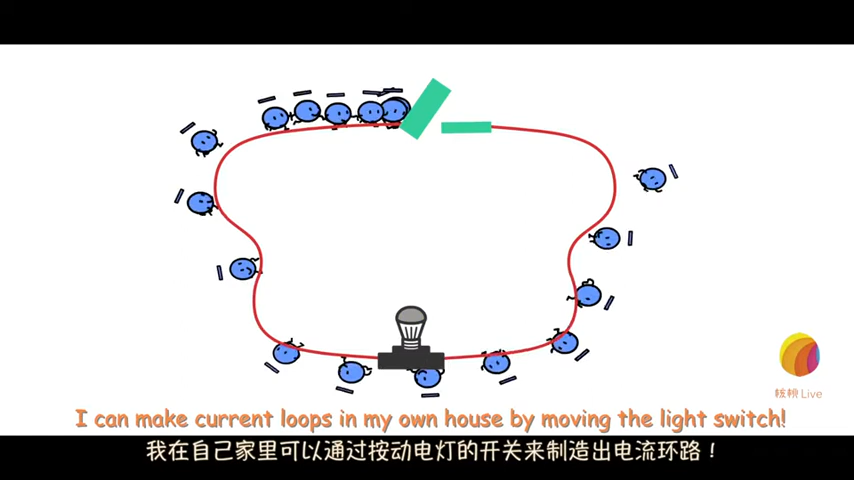 拔视Live
I can make current loops in my own house by moving the light switch!
我在自己家里可以通过按动电灯的开关来制造出电流环路！